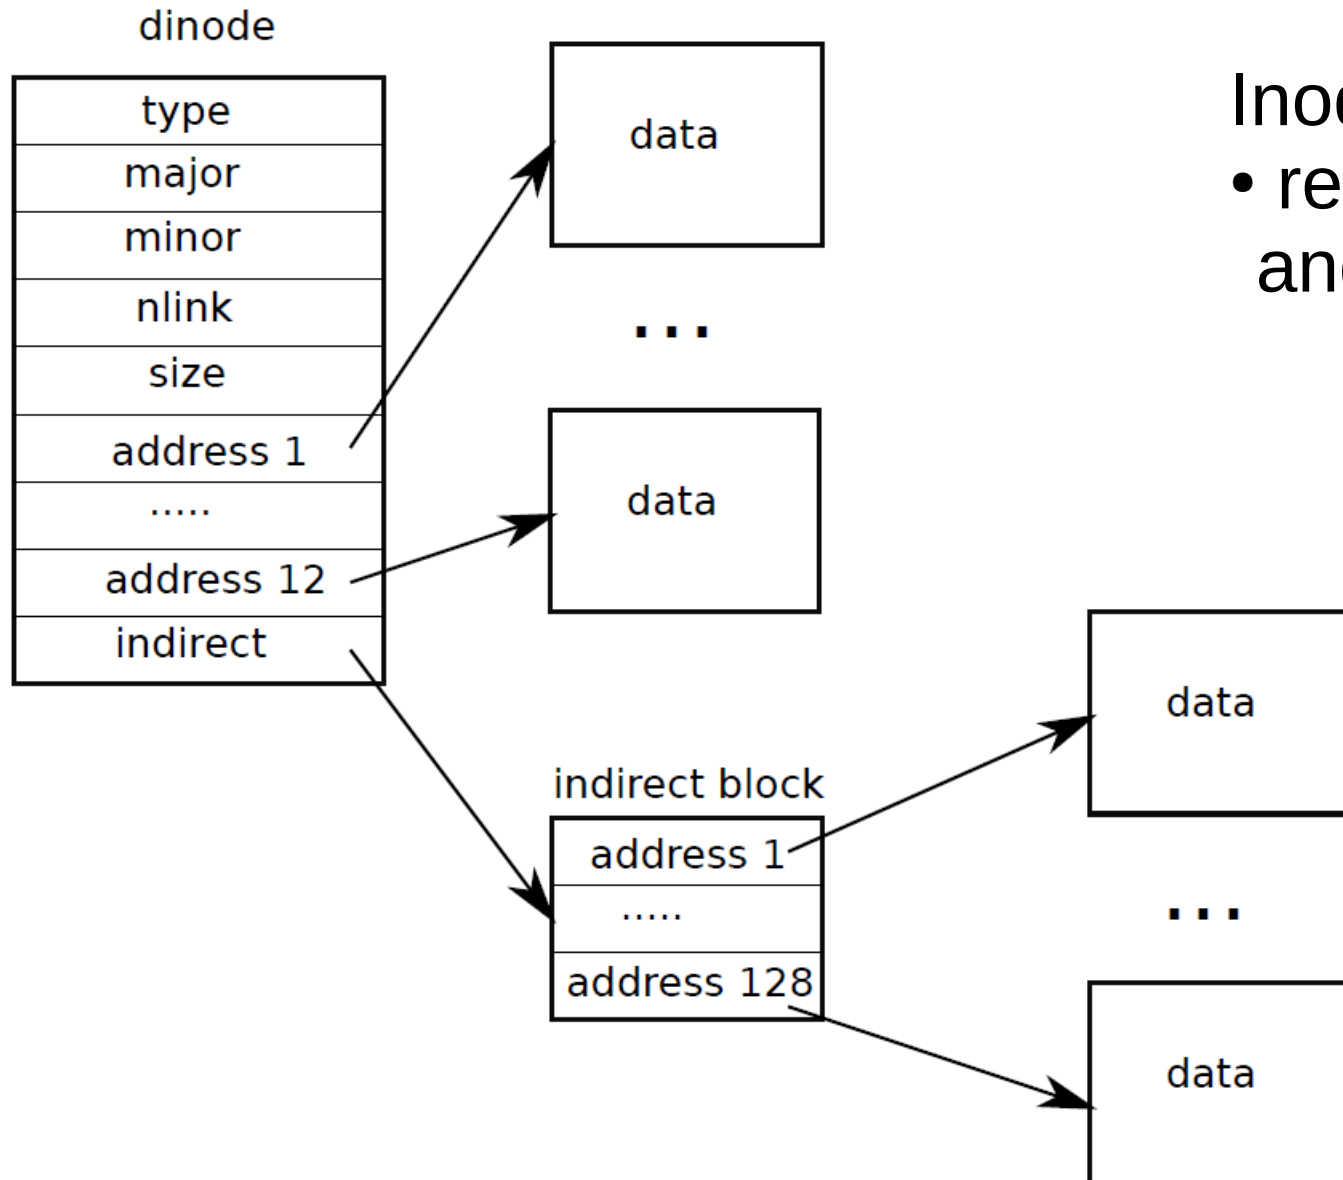 dinode
type
major
minor
nlink
size
address 1
.....
address 12
indirect
data
...
data
indirect block
address 1
.....
address 128
data
...
data
• re